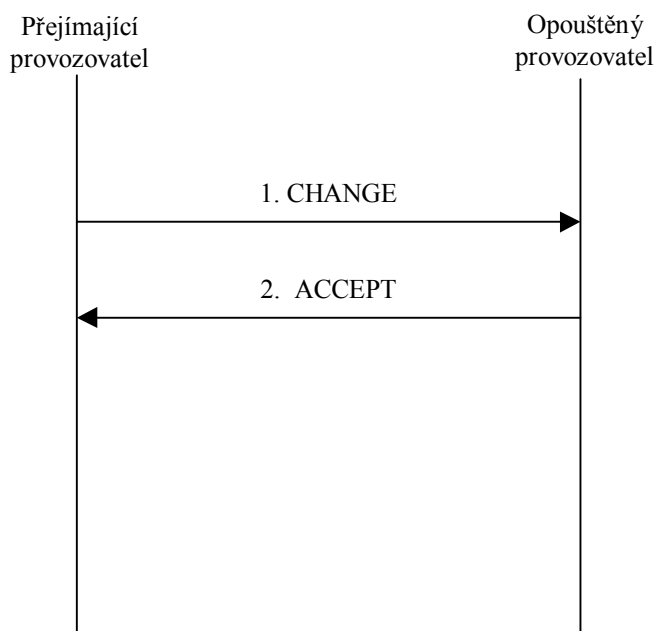 Přejímající
provozovatel
Opouštěný
provozovatel
1. CHANGE
2. ACCEPT